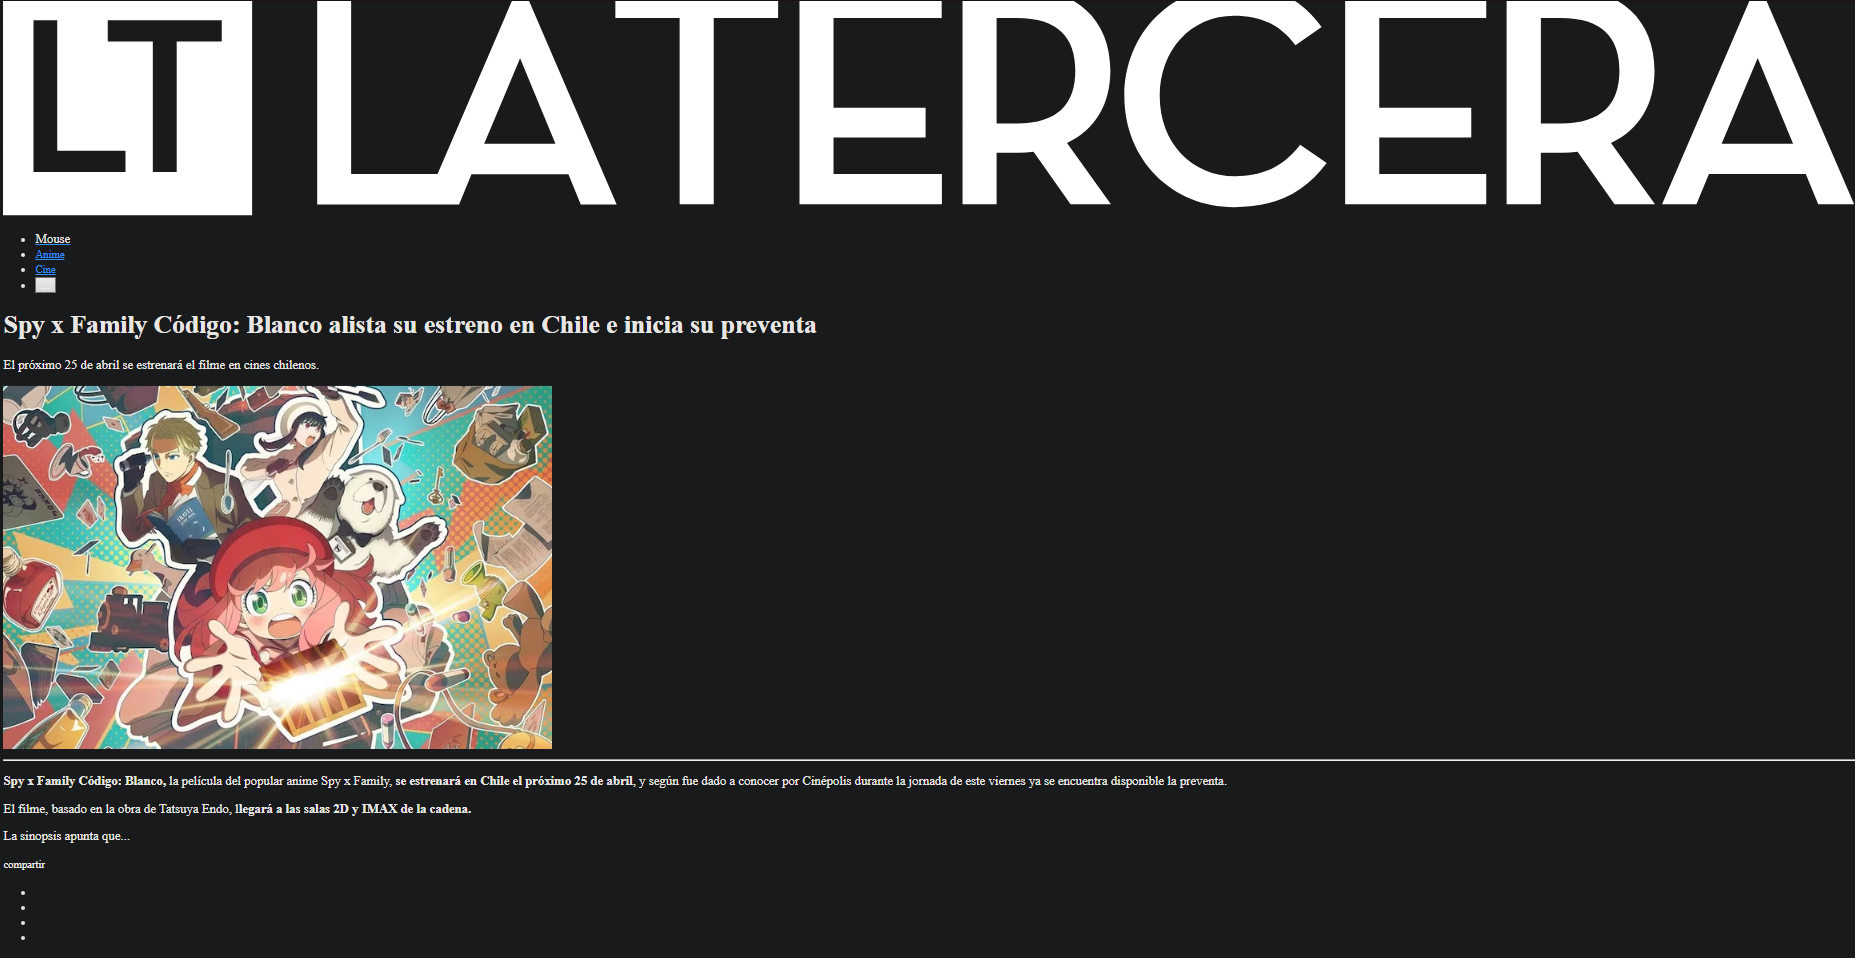 LT LATERCERA
Mouse
Anime
Cine
...
Spy x Family Código: Blanco alista su estreno en Chile e inicia su preventa
El próximo 25 de abril se estrenará el filme en cines chilenos.
TRAVEL
Spy x Family Código: Blanco, la película del popular anime Spy x Family, se estrenará en Chile el próximo 25 de abril, y según fue dado a conocer por Cinépolis durante la jornada de este viernes ya se encuentra disponible la preventa.
El filme, basado en la obra de Tatsuya Endo, llegará a las salas 2D y IMAX de la cadena.
La sinopsis apunta que...
compartir